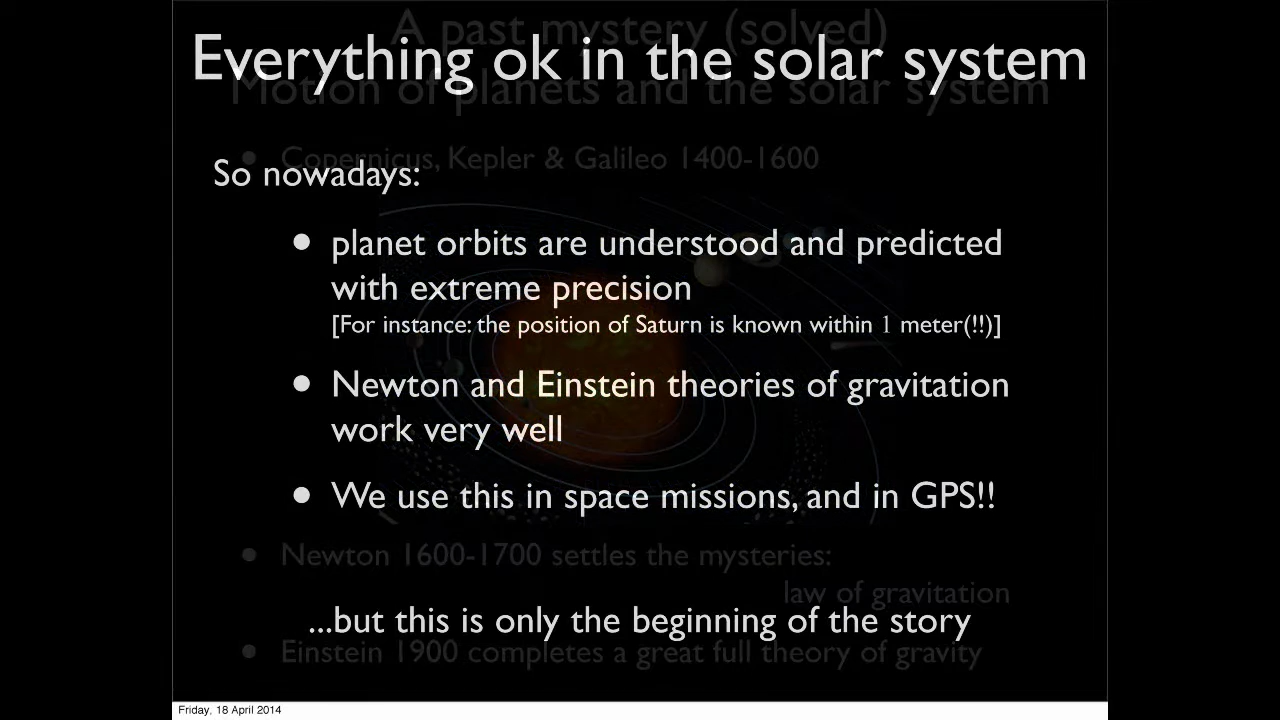 A past mystery (solved)
Everything ok in the solar system
Motion of planets and the solar system
Copernicus, Kepler & Galileo 1400-1600
So nowadays:
• planet orbits are understood and predicted
with extreme precision
[For instance: the position of Saturn is known within 1 meter(!!)]
• Newton and Einstein theories of gravitation
work very well
• We use this in space missions, and in GPS!!
• Newton 1600-1700 settles the mysteries:
law of gravitation
...but this is only the beginning of the story
• Einstein 1900 completes a great full theory of gravity
Friday, 18 April 2014